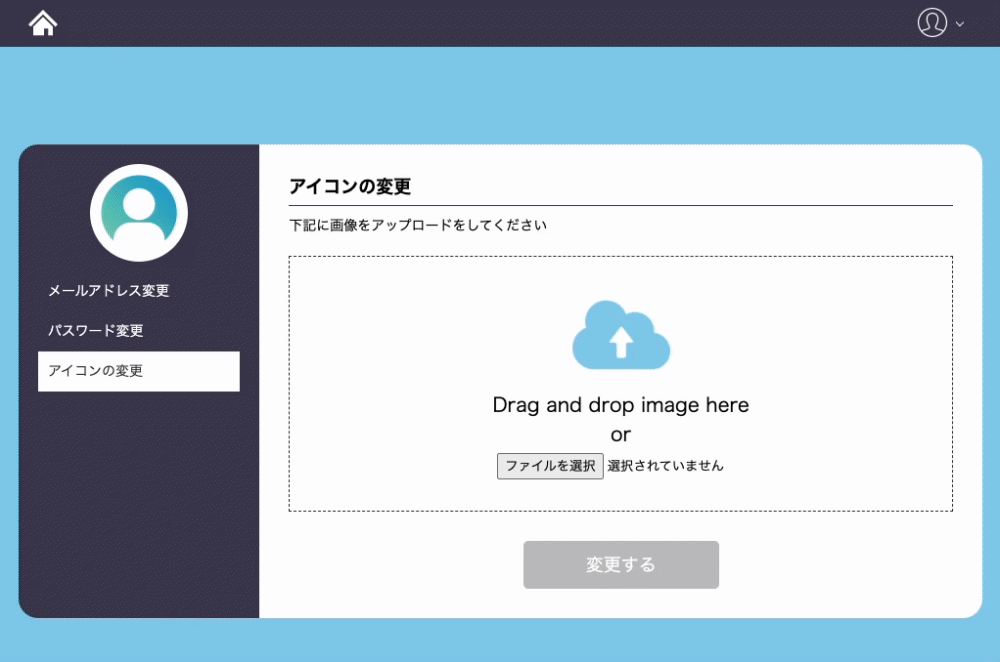 メールアドレス変更
パスワード変更
アイコンの変更
アイコンの変更
下記に画像をアップロードをしてください
Drag and drop image here
or
ファイルを選択 選択されていません
変更する